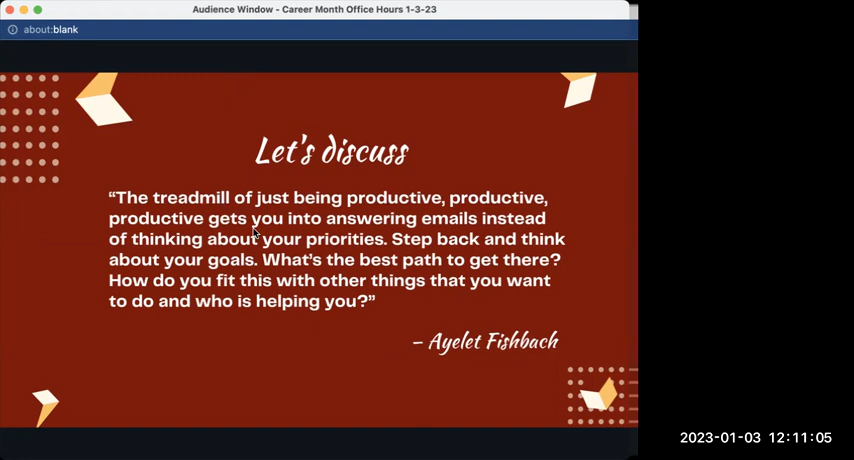 Audience Window - Career Month Office Hours 1-3-23
about:blank
Let's discuss
“The treadmill of just being productive, productive,
productive gets you into answering emails instead
of thinking about your priorities. Step back and think
about your goals. What’s the best path to get there?
How do you fit this with other things that you want
to do and who is helping you?”
– Ayelet Fishbach
2023-01-03 12:11:05